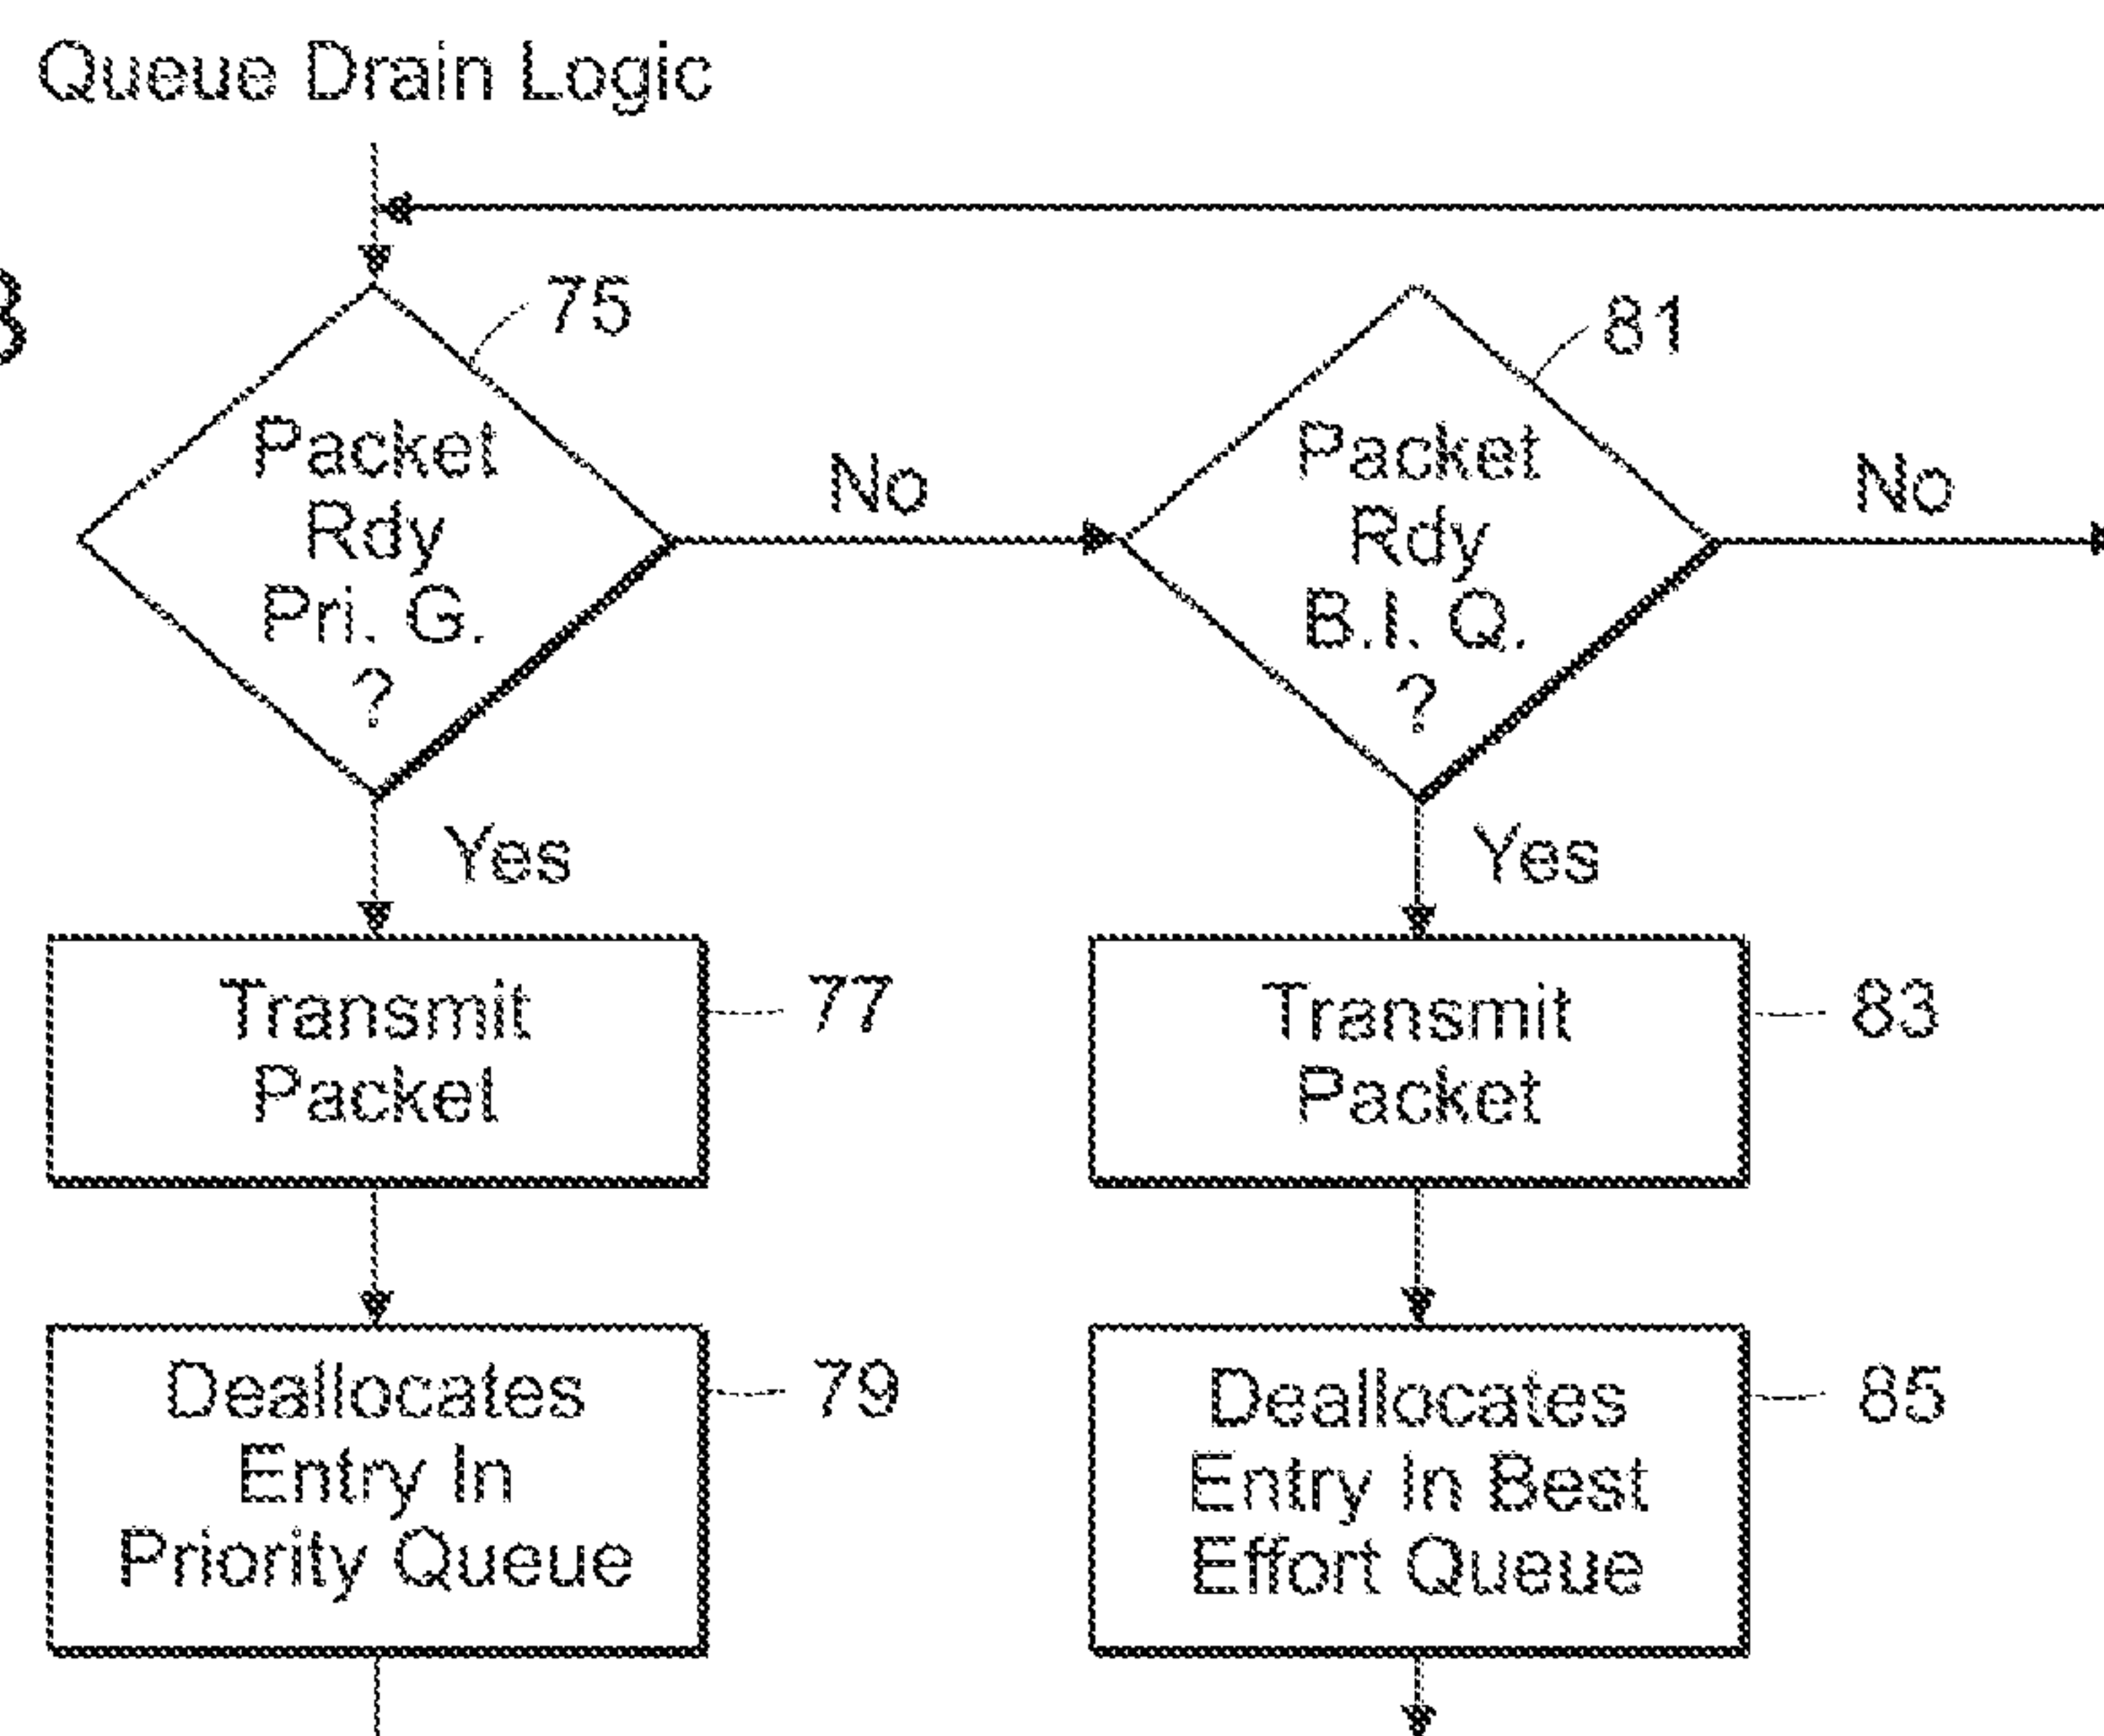 Queue Drain Logic
75
Packet
Rdy
Pri. G.
?
No
81
Packet
Rdy
B.I. Q.
?
No
Yes
Yes
Transmit
Packet
77
Transmit
Packet
83
Deallocates
Entry In
Priority Queue
79
Deallocates
Entry In Best
Effort Queue
85